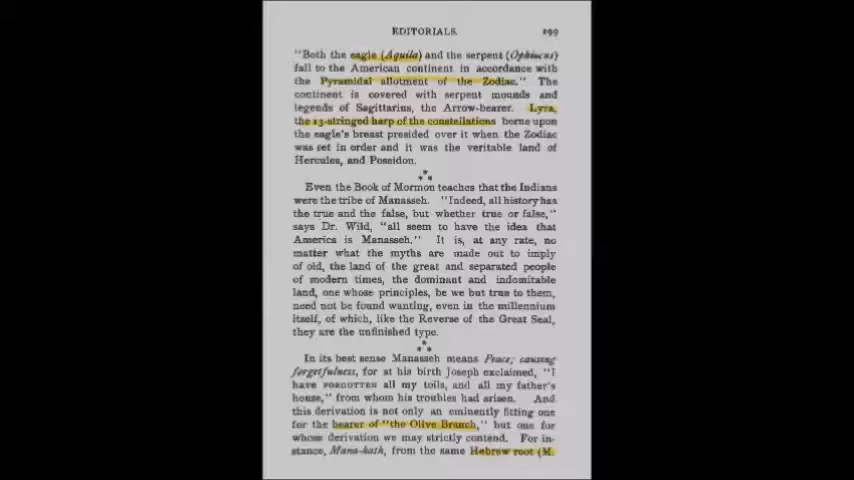 EDITORIALS. 299
"Both the eagle (Aquila) and the serpent (Ophiucus)
fall to the American continent in accordance with
the Pyramidal allotment of the Zodiac." The
continent is covered with serpent mounds and
legends of Sagittarius, the Arrow-bearer. Lyra,
the 13-stringed harp of the constellations borne upon
the eagle's breast presided over it when the Zodiac
was set in order and it was the veritable land of
Hercules, and Poseidon.
***
Even the Book of Mormon teaches that the Indians
were the tribe of Manasseh. "Indeed, all history has
the true and the false, but whether true or false,"
says Dr. Wild, "all seem to have the idea that
America is Manasseh." It is, at any rate, no
matter what the myths are made out to imply
of old, the land of the great and separated people
of modern times, the dominant and indomitable
land, one whose principles, be we but true to them,
need not be found wanting, even in the millennium
itself, of which, like the Reverse of the Great Seal,
they are the unfinished type.
***
In its best sense Manasseh means Peace; causing
forgetfulness, for at his birth Joseph exclaimed, "I
have FORGOTTEN all my toils, and all my father's
house," from whom his troubles had arisen. And
this derivation is not only an eminently fitting one
for the bearer of "the Olive Branch," but one for
whose derivation we may strictly contend. For in-
stance, Mana-hath, from the same Hebrew root (M.